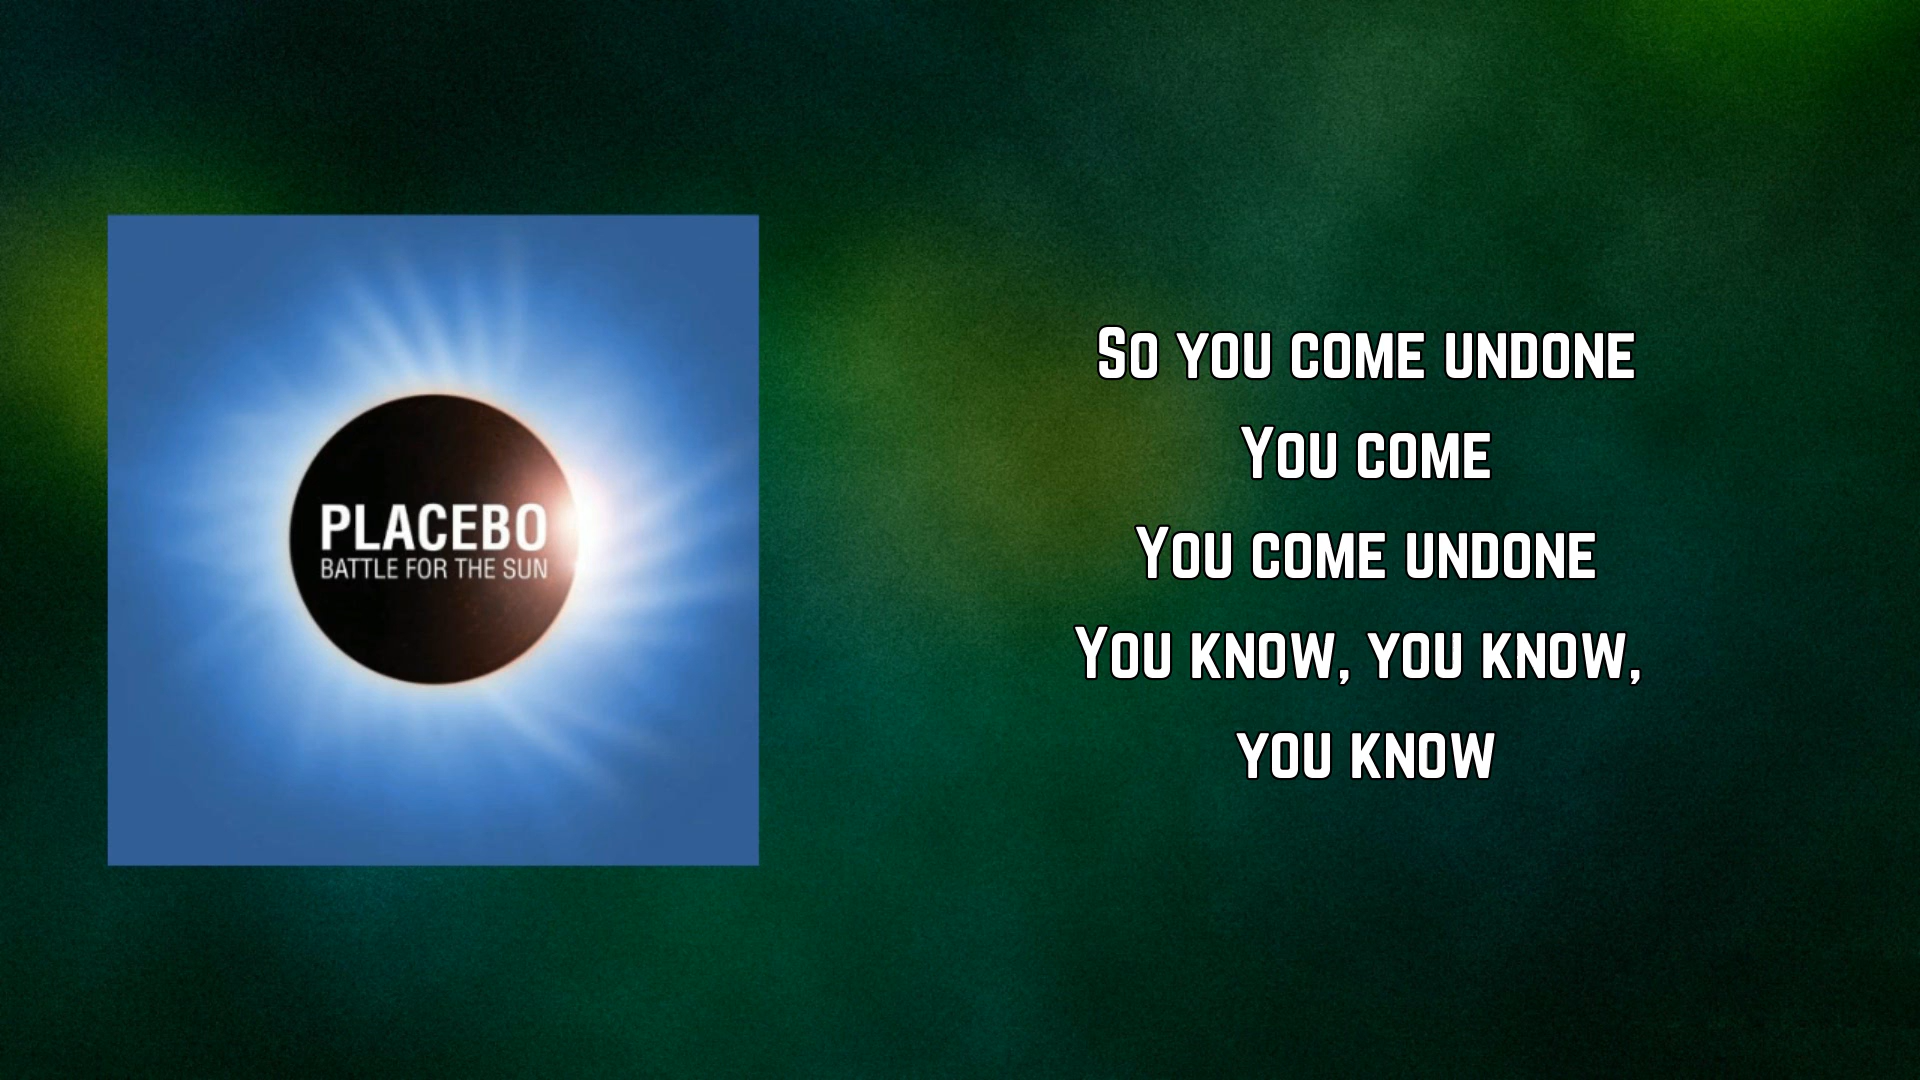 PLACEBO
BATTLE FOR THE SUN
So you come undone
You come
You come undone
You know, you know,
you know